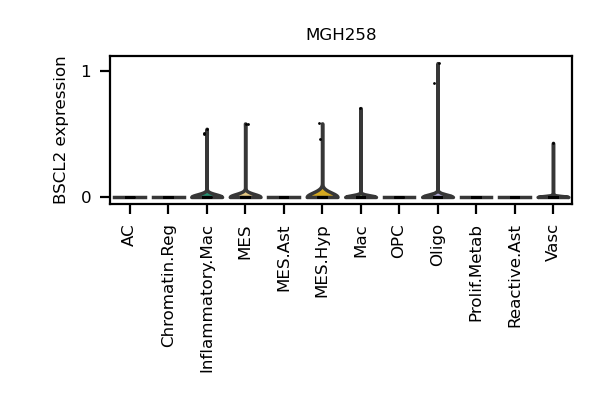 MGH258
BSCL2 expression
1
0
AC
Chromatin.Reg
Inflammatory.Mac
MES
MES.Ast
MES.Hyp
Mac
OPC
Oligo
Prolif.Metab
Reactive.Ast
Vasc